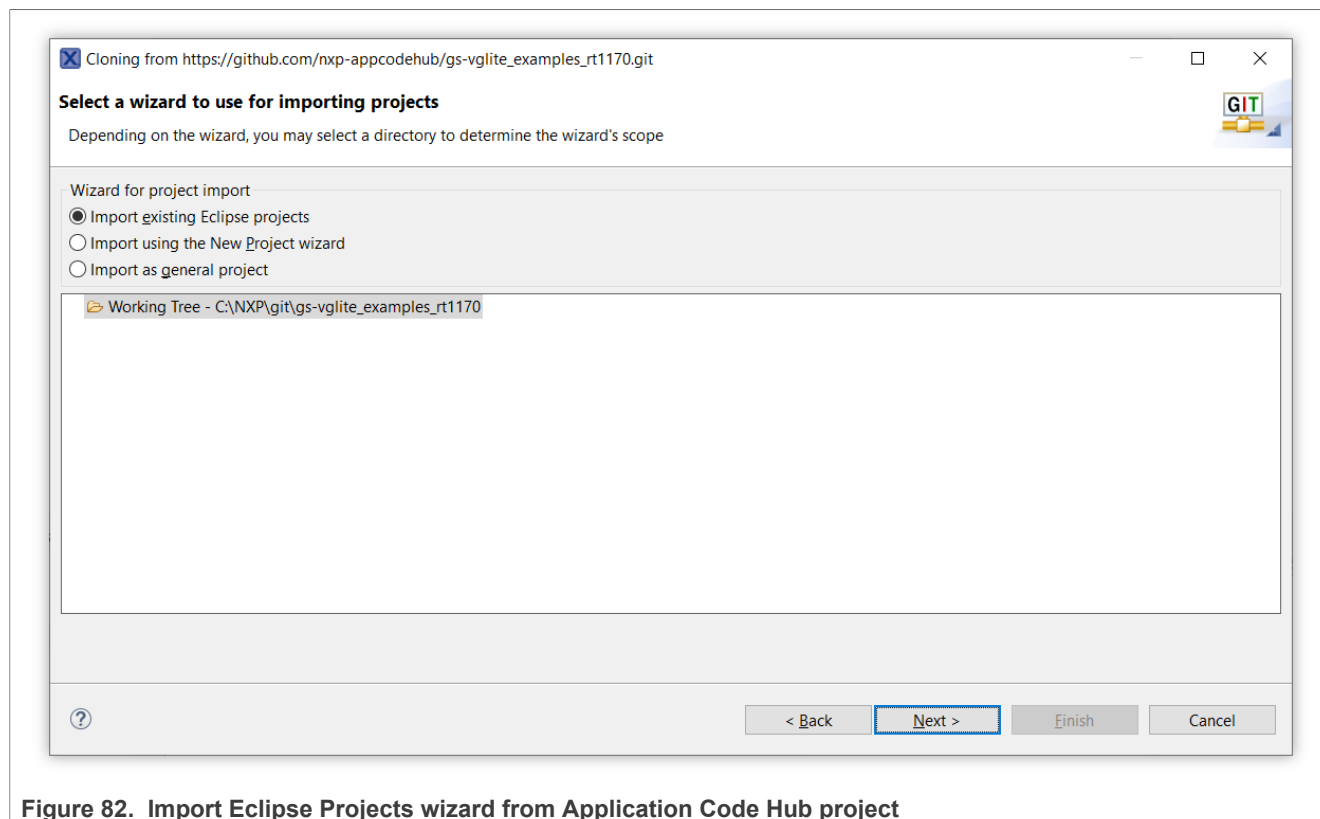 Cloning from https://github.com/nxp-appcodehub/gs-vglite_examples_rt1170.git
Select a wizard to use for importing projects
Depending on the wizard, you may select a directory to determine the wizard's scope
GIT
Wizard for project import
Import existing Eclipse projects
Import using the New Project wizard
Import as general project
Working Tree - C:\NXP\git\gs-vglite_examples_rt1170
?
< Back Next > Finish Cancel
Figure 82. Import Eclipse Projects wizard from Application Code Hub project